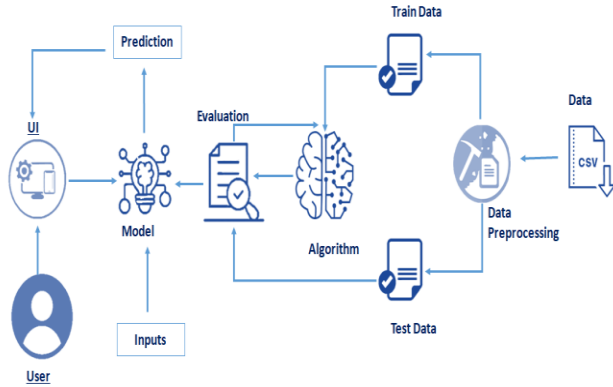 Train Data
Prediction
Data
Evaluation
UI
CSV
Model
Algorithm
Data
Preprocessing
Inputs
Test Data
User